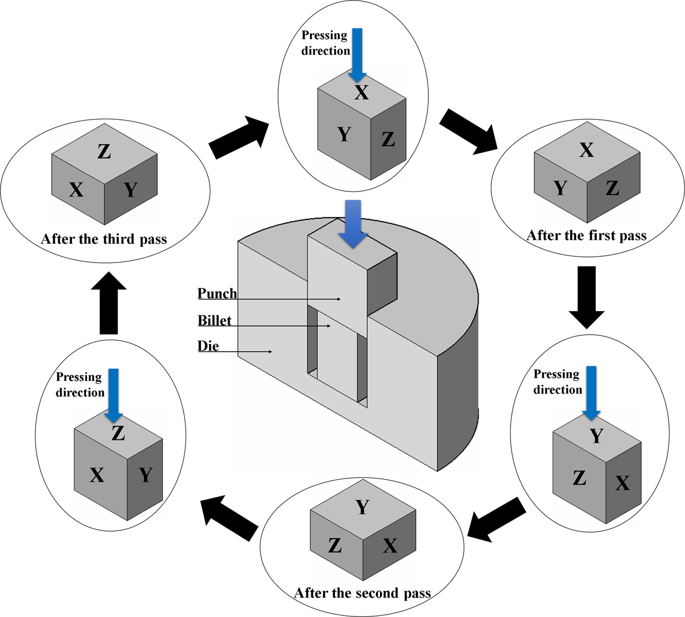 Pressing
direction
X
Y
Z
X
Y
Z
After the first pass
Pressing
direction
Y
Z
X
Y
Z
X
After the second pass
Pressing
direction
Z
X
Y
Z
X
Y
After the third pass
Punch
Billet
Die